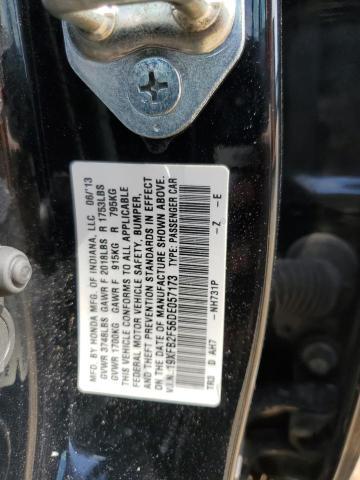 MFD. BY HONDA MFG. OF INDIANA, LLC 06/13
GVWR 3748LBS GAWR F 2018LBS R 1753LBS
GVWR 1700KG GAWR F 915KG R 795KG
THIS VEHICLE CONFORMS TO ALL APPLICABLE
FEDERAL MOTOR VEHICLE SAFETY, BUMPER,
AND THEFT PREVENTION STANDARDS IN EFFECT
ON THE DATE OF MANUFACTURE SHOWN ABOVE.
V.I.N. 19XFB2F56DE057173 TYPE: PASSENGER CAR
TR3 D AH7 -NH731P -Z -E